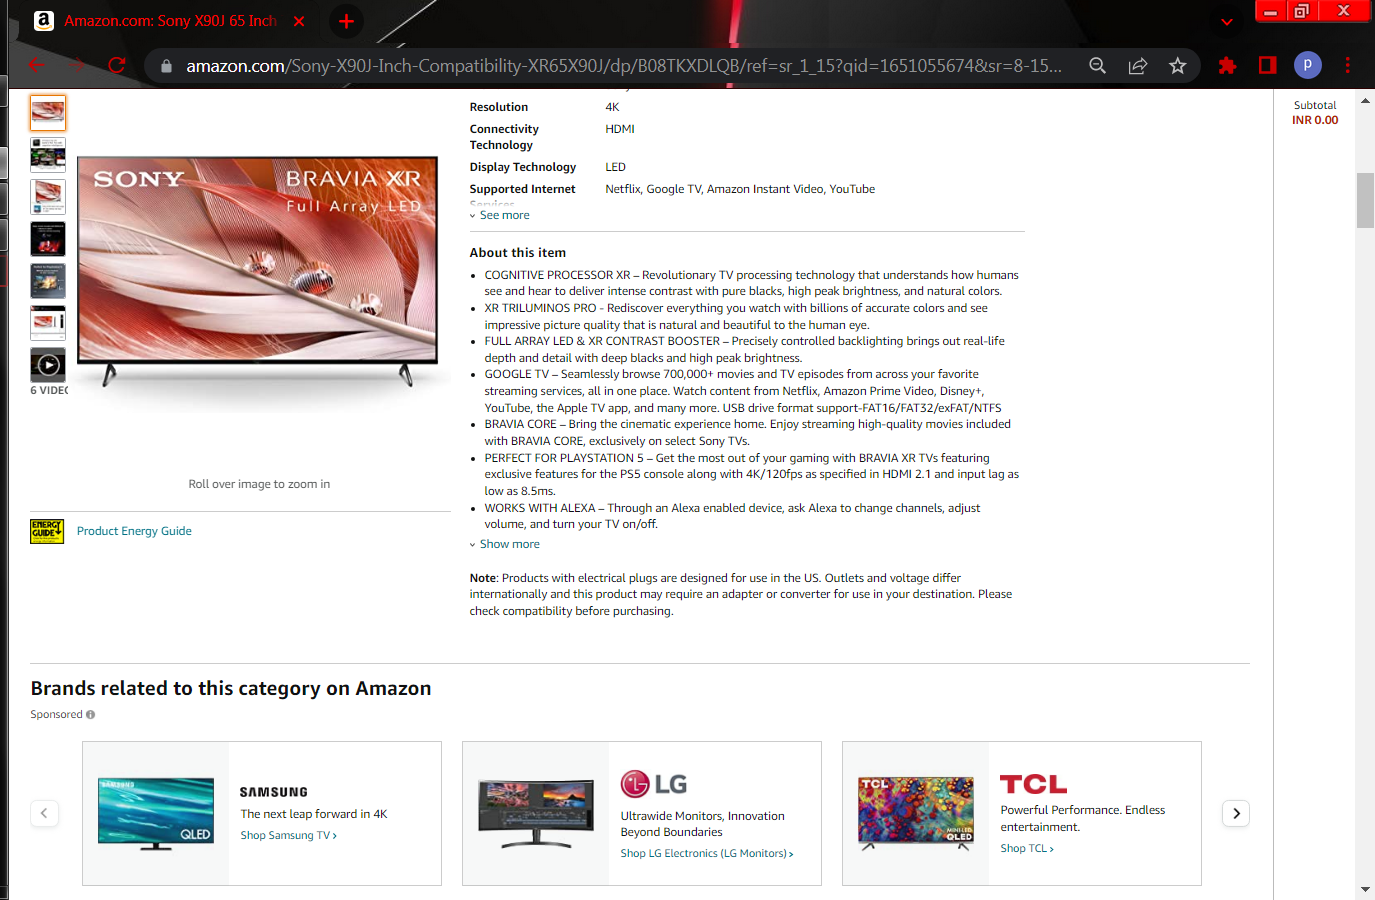 Amazon.com: Sony X90J 65 Inch
amazon.com/Sony-X90J-Inch-Compatibility-XR65X90J/dp/B08TKXDLQB/ref=sr_1_15?qid=1651055674&sr=8-15...
p
Subtotal
INR 0.00
Resolution 4K
Connectivity HDMI
Technology
Display Technology LED
Supported Internet Netflix, Google TV, Amazon Instant Video, YouTube
Services
See more
SONY BRAVIA XR
Full Array LED
6 VIDEO
Roll over image to zoom in
ENERGY
GUIDE
Product Energy Guide
About this item
• COGNITIVE PROCESSOR XR – Revolutionary TV processing technology that understands how humans
see and hear to deliver intense contrast with pure blacks, high peak brightness, and natural colors.
• XR TRILUMINOS PRO - Rediscover everything you watch with billions of accurate colors and see
impressive picture quality that is natural and beautiful to the human eye.
• FULL ARRAY LED & XR CONTRAST BOOSTER – Precisely controlled backlighting brings out real-life
depth and detail with deep blacks and high peak brightness.
• GOOGLE TV – Seamlessly browse 700,000+ movies and TV episodes from across your favorite
streaming services, all in one place. Watch content from Netflix, Amazon Prime Video, Disney+,
YouTube, the Apple TV app, and many more. USB drive format support-FAT16/FAT32/exFAT/NTFS
• BRAVIA CORE – Bring the cinematic experience home. Enjoy streaming high-quality movies included
with BRAVIA CORE, exclusively on select Sony TVs.
• PERFECT FOR PLAYSTATION 5 – Get the most out of your gaming with BRAVIA XR TVs featuring
exclusive features for the PS5 console along with 4K/120fps as specified in HDMI 2.1 and input lag as
low as 8.5ms.
• WORKS WITH ALEXA – Through an Alexa enabled device, ask Alexa to change channels, adjust
volume, and turn your TV on/off.
Show more
Note: Products with electrical plugs are designed for use in the US. Outlets and voltage differ
internationally and this product may require an adapter or converter for use in your destination. Please
check compatibility before purchasing.
Brands related to this category on Amazon
Sponsored
SAMSUNG
QLED
SAMSUNG
The next leap forward in 4K
Shop Samsung TV ›
LG
Ultrawide Monitors, Innovation
Beyond Boundaries
Shop LG Electronics (LG Monitors) ›
TCL
MINI-LED
QLED
TCL
Powerful Performance. Endless
entertainment.
Shop TCL ›